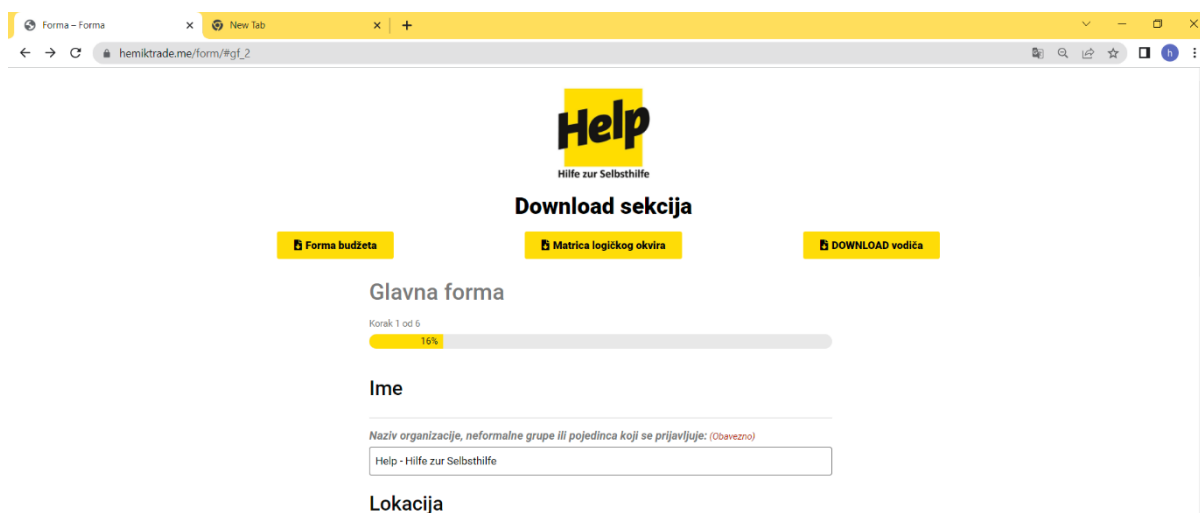 Forma – Forma
New Tab
hemiktrade.me/form/#gf_2
h
Help
Hilfe zur Selbsthilfe
Download sekcija
Forma budžeta
Matrica logičkog okvira
DOWNLOAD vodiča
Glavna forma
Korak 1 od 6
16%
Ime
Naziv organizacije, neformalne grupe ili pojedinca koji se prijavljuje: (Obavezno)
Help - Hilfe zur Selbsthilfe
Lokacija